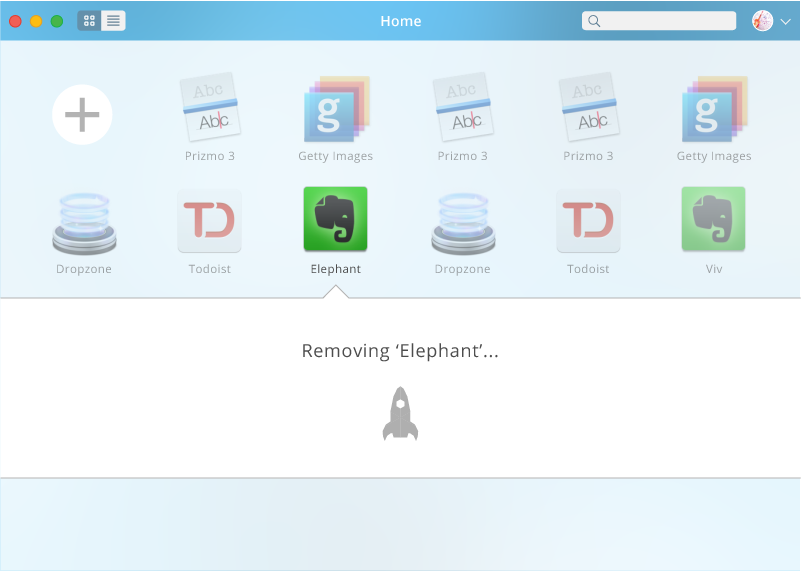 Home
Abc
Abc
Abc
Abc
Abc
Abc
g
g
Prizmo 3
Getty Images
Prizmo 3
Prizmo 3
Getty Images
TD
TD
Dropzone
Todoist
Elephant
Dropzone
Todoist
Viv
Removing ‘Elephant’...